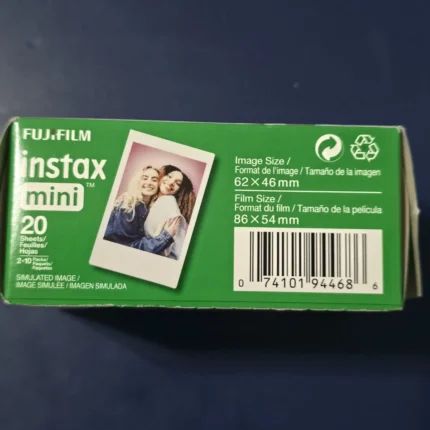 FUJIFILM
instax
mini™
20
Sheets/
Feuilles/
Hojas
2-10 Packs/
Paquets/
Paquetes
SIMULATED IMAGE /
IMAGE SIMULÉE / IMAGEN SIMULADA
Image Size /
Format de l'image / Tamaño de la imagen
62×46mm
Film Size /
Format du film / Tamaño de la película
86×54mm
0 74101 94468 6